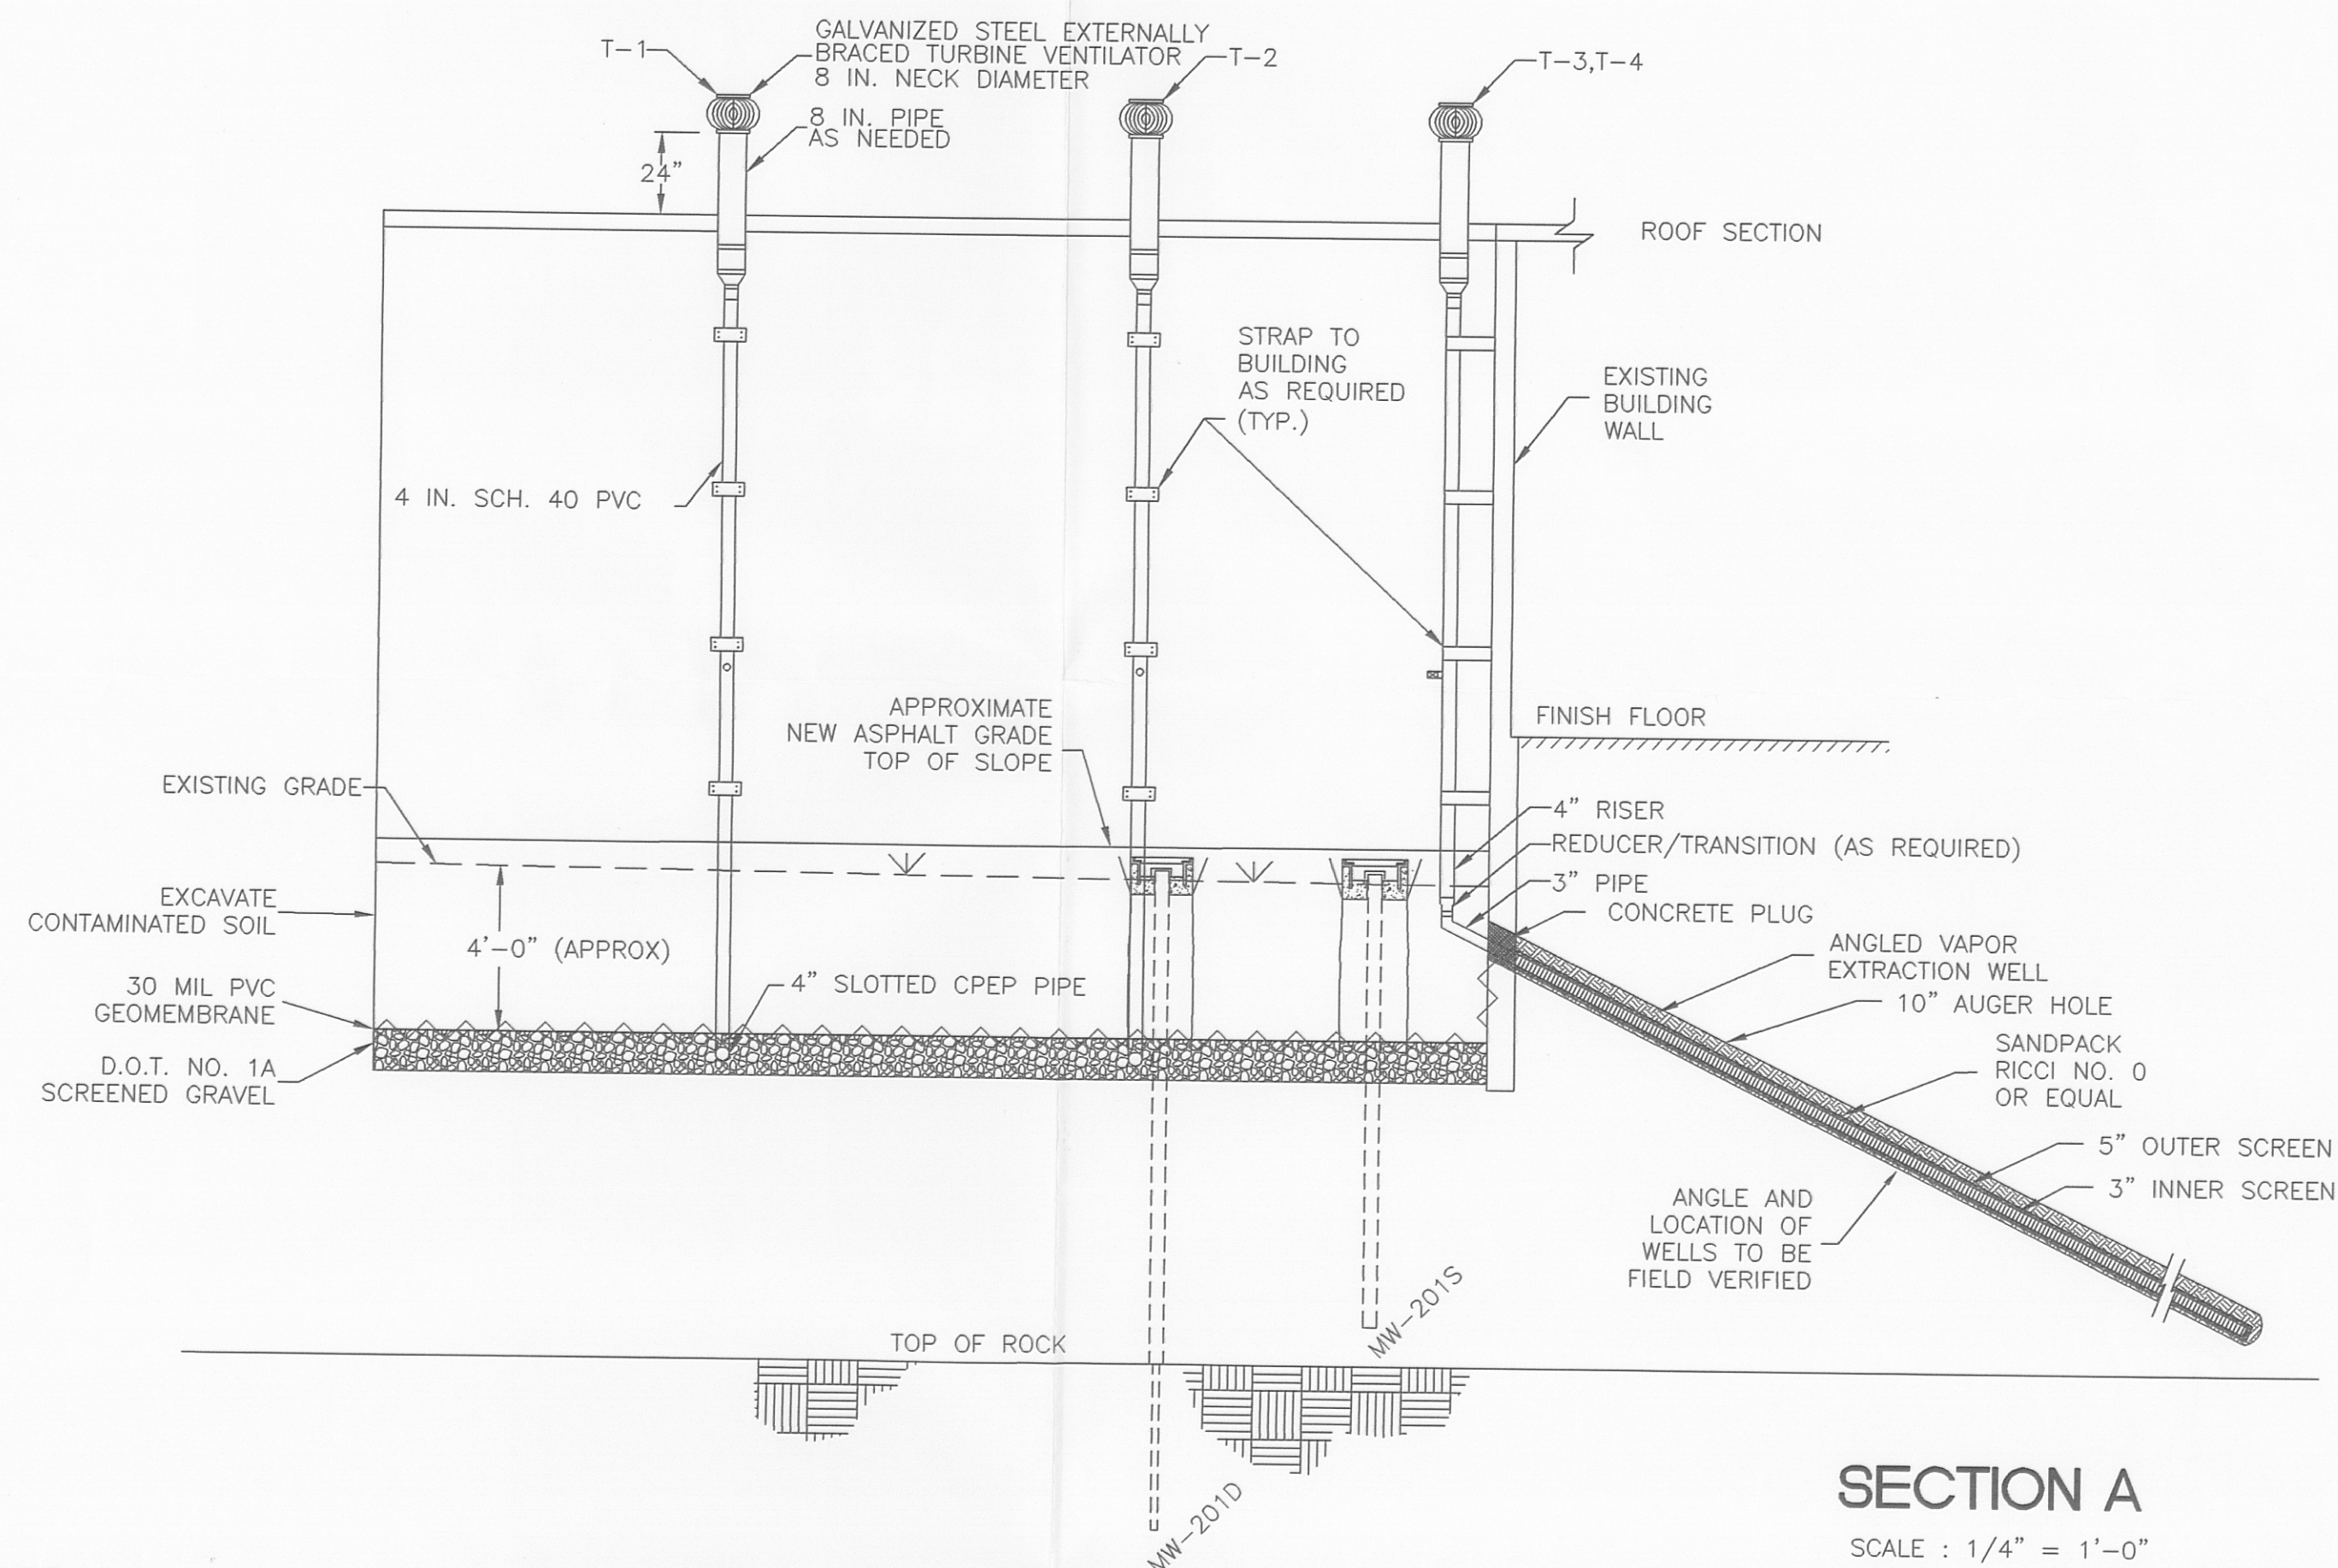 T-1
GALVANIZED STEEL EXTERNALLY
BRACED TURBINE VENTILATOR
8 IN. NECK DIAMETER
T-2
T-3,T-4
8 IN. PIPE
AS NEEDED
24"
ROOF SECTION
STRAP TO
BUILDING
AS REQUIRED
(TYP.)
EXISTING
BUILDING
WALL
4 IN. SCH. 40 PVC
APPROXIMATE
NEW ASPHALT GRADE
TOP OF SLOPE
FINISH FLOOR
EXISTING GRADE
4" RISER
REDUCER/TRANSITION (AS REQUIRED)
3" PIPE
CONCRETE PLUG
EXCAVATE
CONTAMINATED SOIL
4'-0" (APPROX)
ANGLED VAPOR
EXTRACTION WELL
30 MIL PVC
GEOMEMBRANE
4" SLOTTED CPEP PIPE
10" AUGER HOLE
D.O.T. NO. 1A
SCREENED GRAVEL
SANDPACK
RICCI NO. 0
OR EQUAL
5" OUTER SCREEN
3" INNER SCREEN
ANGLE AND
LOCATION OF
WELLS TO BE
FIELD VERIFIED
MW-201S
TOP OF ROCK
MW-201D
SECTION A
SCALE : 1/4" = 1'-0"